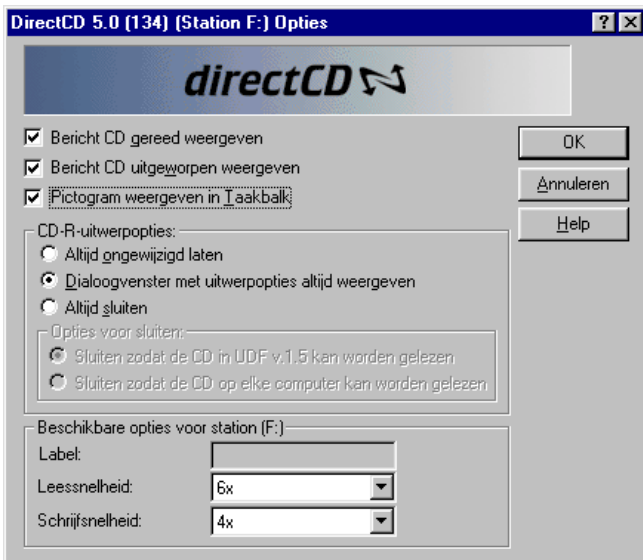 DirectCD 5.0 (134) (Station F:) Opties
directCD
Bericht CD gereed weergeven
Bericht CD uitgeworpen weergeven
Pictogram weergeven in Taakbalk
OK
Annuleren
Help
CD-R-uitwerpopties:
Altijd ongewijzigd laten
Dialoogvenster met uitwerpopties altijd weergeven
Altijd sluiten
Opties voor sluiten:
Sluiten zodat de CD in UDF v.1.5 kan worden gelezen
Sluiten zodat de CD op elke computer kan worden gelezen
Beschikbare opties voor station (F:)
Label:
Leessnelheid: 6x
Schrijfsnelheid: 4x